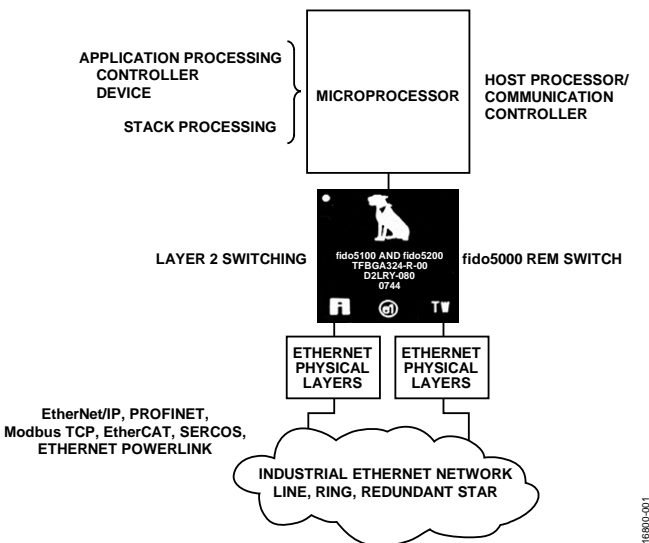 APPLICATION PROCESSING
CONTROLLER
DEVICE
STACK PROCESSING
MICROPROCESSOR
HOST PROCESSOR/
COMMUNICATION
CONTROLLER
LAYER 2 SWITCHING
fido5100 AND fido5200
TFBGA324-R-00
D2LRY-080
0744
TW
fido5000 REM SWITCH
ETHERNET
PHYSICAL
LAYERS
ETHERNET
PHYSICAL
LAYERS
EtherNet/IP, PROFINET,
Modbus TCP, EtherCAT, SERCOS,
ETHERNET POWERLINK
INDUSTRIAL ETHERNET NETWORK
LINE, RING, REDUNDANT STAR
16800-001